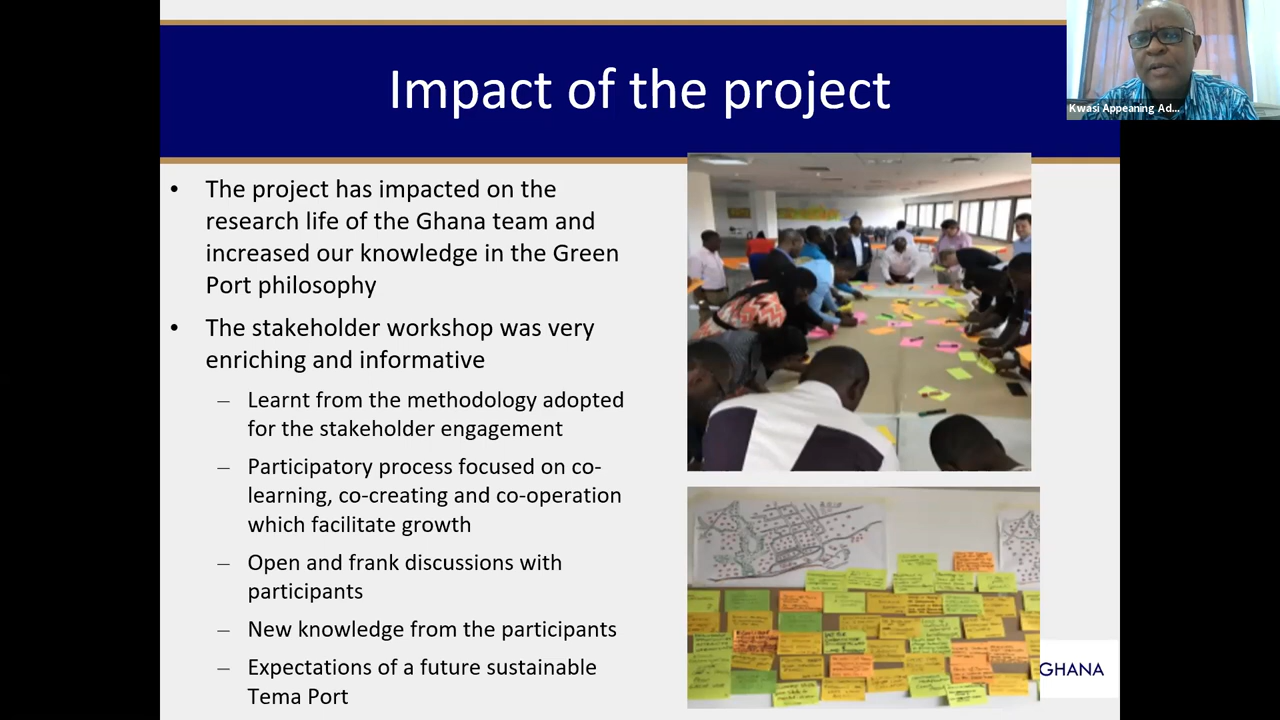 Impact of the project
Kwasi Appeaning Ad...
• The project has impacted on the
research life of the Ghana team and
increased our knowledge in the Green
Port philosophy
• The stakeholder workshop was very
enriching and informative
– Learnt from the methodology adopted
for the stakeholder engagement
– Participatory process focused on co-
learning, co-creating and co-operation
which facilitate growth
– Open and frank discussions with
participants
– New knowledge from the participants
– Expectations of a future sustainable
Tema Port
GHANA